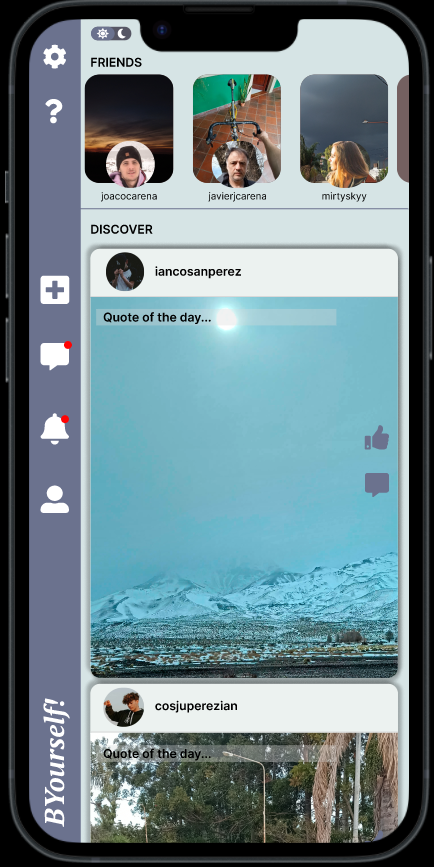 FRIENDS
joacocarena
javierjcarena
mirtyskyy
DISCOVER
iancosanperez
Quote of the day...
cosjuperezian
Quote of the day...
BYourself!